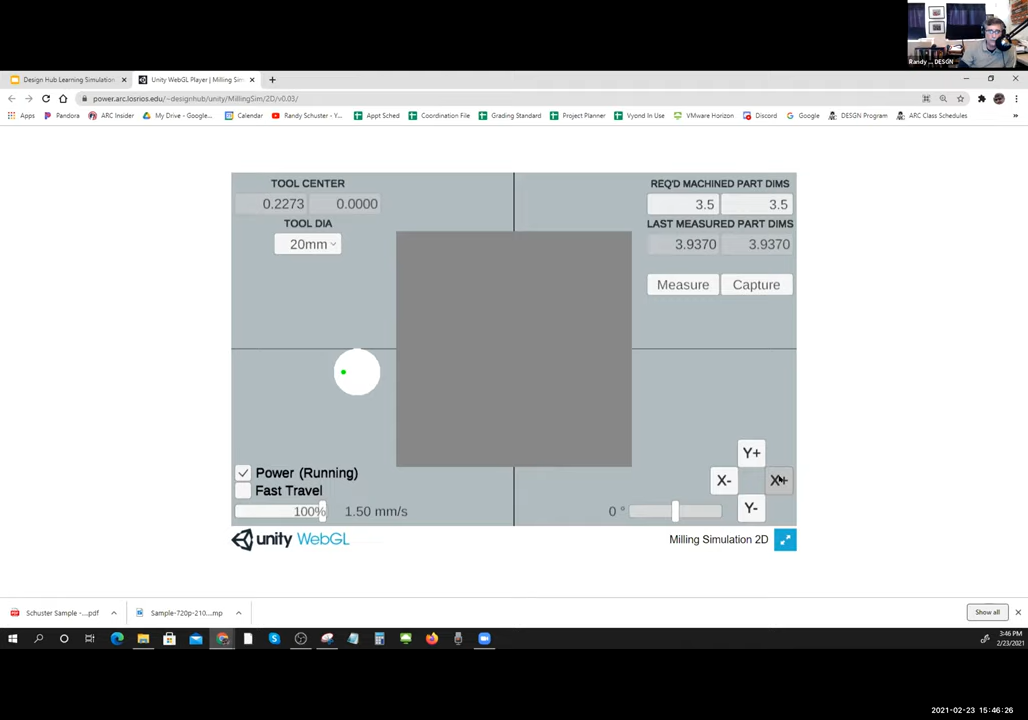 Randy ... DESGN
Design Hub Learning Simulation
Unity WebGL Player | Milling Sim
power.arc.losrios.edu/~designhub/unity/MillingSim/2D/v0.03/
Apps
Pandora
ARC Insider
My Drive - Google...
Calendar
Randy Schuster - Y...
Appt Sched
Coordination File
Grading Standard
Project Planner
Vyond In Use
VMware Horizon
Discord
Google
DESGN Program
ARC Class Schedules
TOOL CENTER
0.2273 0.0000
TOOL DIA
20mm
REQ'D MACHINED PART DIMS
3.5 3.5
LAST MEASURED PART DIMS
3.9370 3.9370
Measure Capture
Power (Running)
Fast Travel
100% 1.50 mm/s
0 °
Y+
X- X+
Y-
unity WebGL
Milling Simulation 2D
Schuster Sample -....pdf
Sample-720p-210....mp
Show all
3:46 PM
2/23/2021
2021-02-23 15:46:26